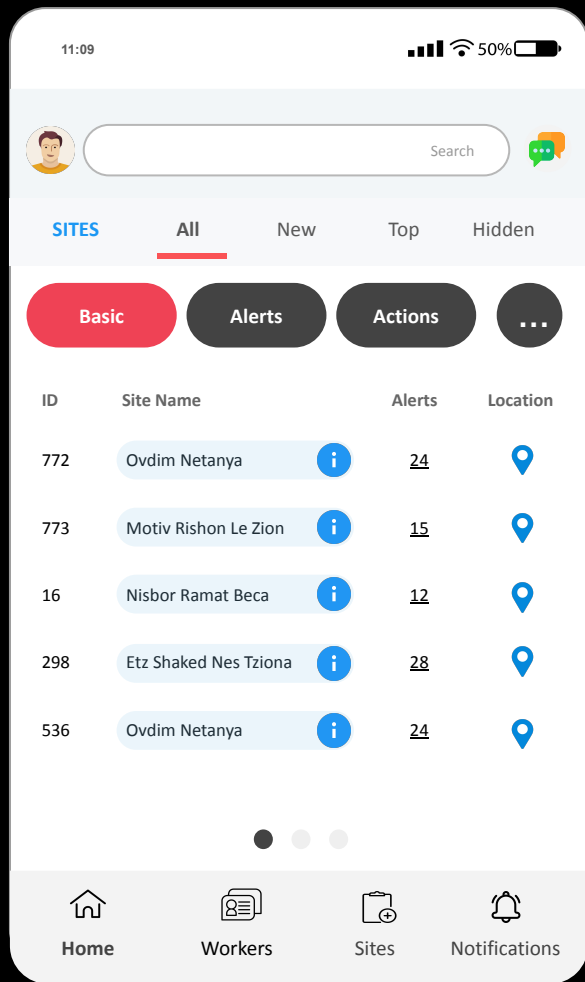 11:09 50%
Search
SITES All New Top Hidden
Basic Alerts Actions ...
ID Site Name Alerts Location
772 Ovdim Netanya i 24
773 Motiv Rishon Le Zion i 15
16 Nisbor Ramat Beca i 12
298 Etz Shaked Nes Tziona i 28
536 Ovdim Netanya i 24
Home Workers Sites Notifications